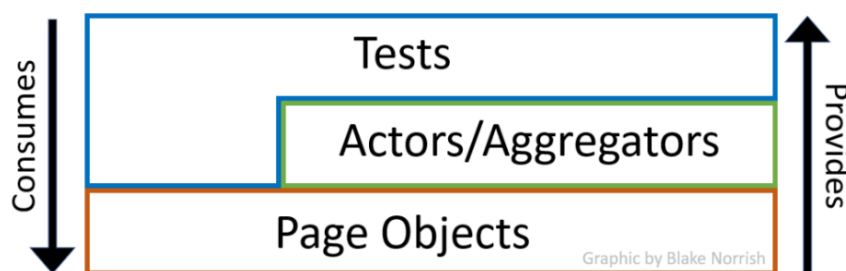 Consumes
Tests
Actors/Aggregators
Page Objects
Graphic by Blake Norrish
Provides